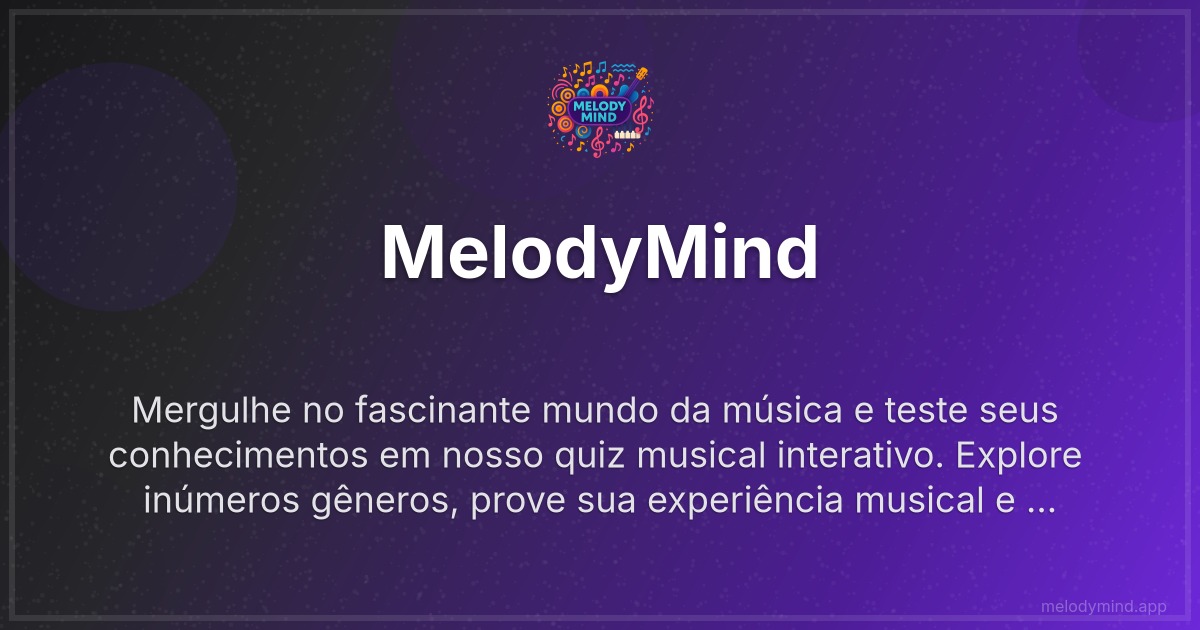 MELODY
MIND
MelodyMind
Mergulhe no fascinante mundo da música e teste seus
conhecimentos em nosso quiz musical interativo. Explore
inúmeros gêneros, prove sua experiência musical e ...
melodymind.app